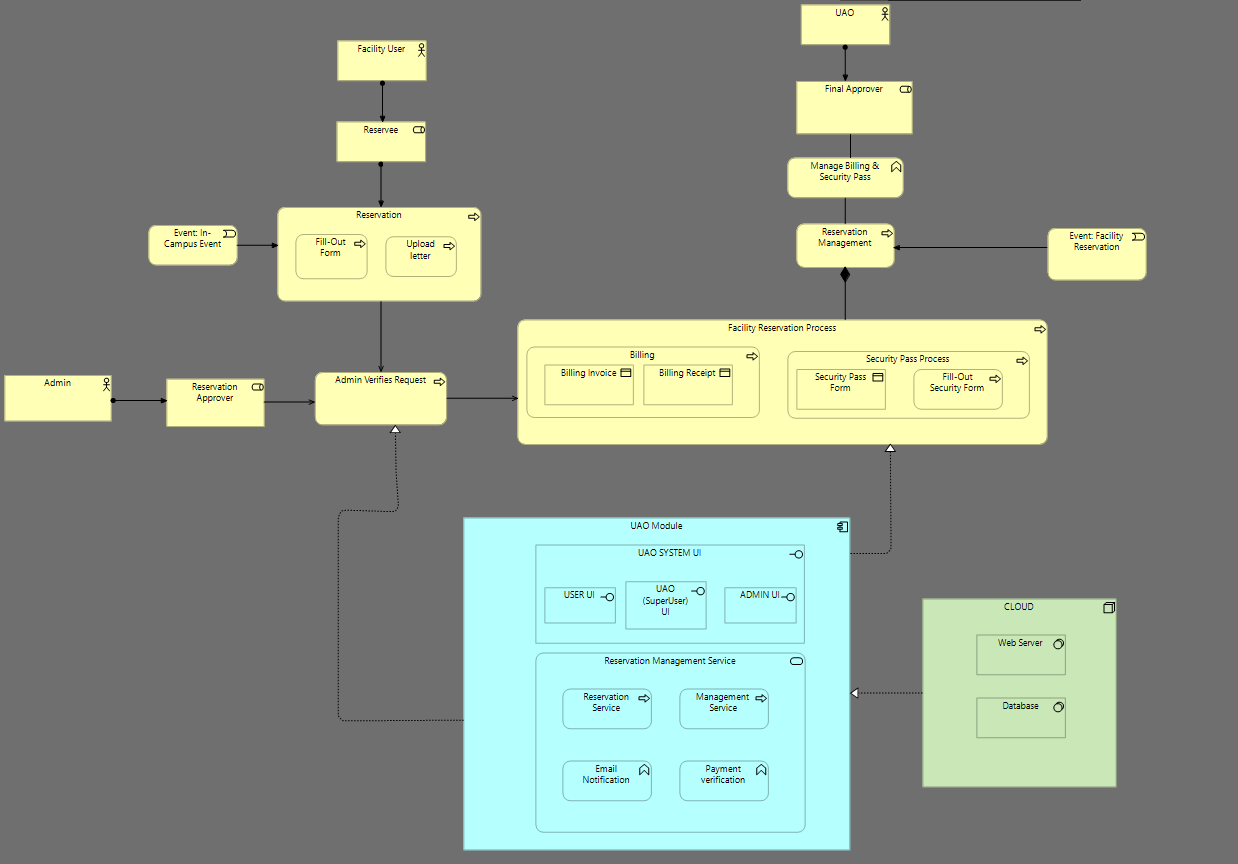 UAO
Facility User
Final Approver
Reservee
Manage Billing &
Security Pass
Reservation
Fill-Out
Form
Upload
letter
Event: In-
Campus Event
Reservation
Management
Event: Facility
Reservation
Facility Reservation Process
Billing
Billing Invoice
Billing Receipt
Security Pass Process
Security Pass
Form
Fill-Out
Security Form
Admin
Reservation
Approver
Admin Verifies Request
UAO Module
UAO SYSTEM UI
USER UI
UAO
(SuperUser)
UI
ADMIN UI
Reservation Management Service
Reservation
Service
Management
Service
Email
Notification
Payment
verification
CLOUD
Web Server
Database